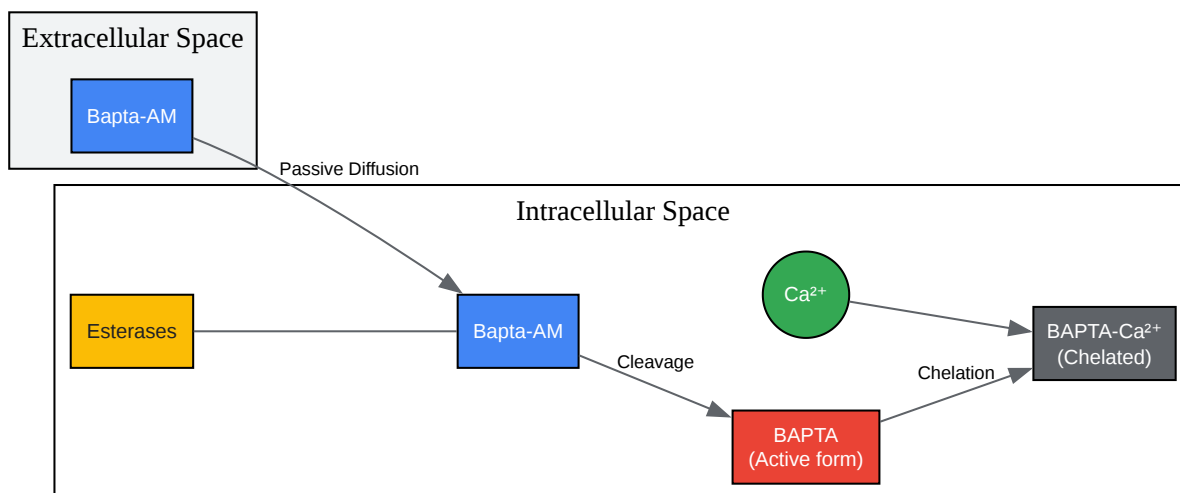 Extracellular Space
Bapta-AM
Passive Diffusion
Intracellular Space
Esterases
Bapta-AM
Cleavage
Ca²⁺
BAPTA-Ca²⁺
(Chelated)
Chelation
BAPTA
(Active form)